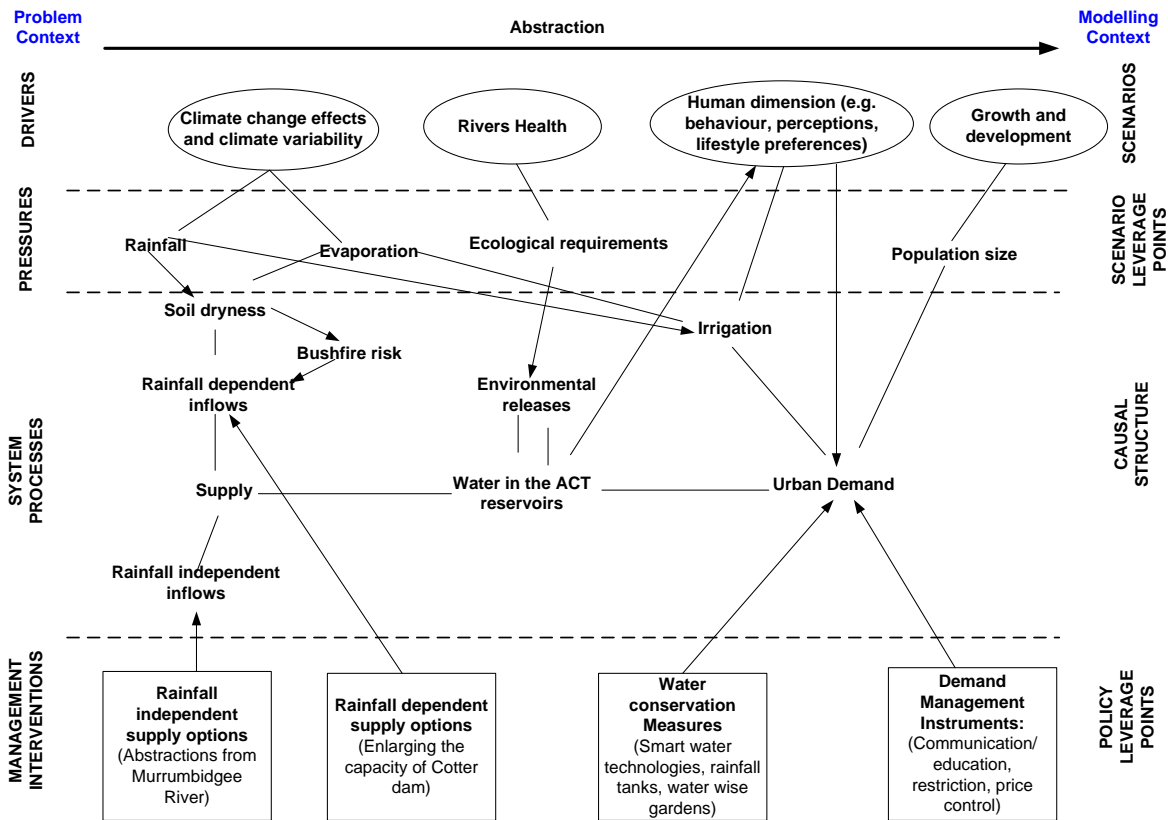 Problem
Context
Abstraction
Modelling
Context
DRIVERS
Climate change effects
and climate variability
Rivers Health
Human dimension (e.g.
behaviour, perceptions,
lifestyle preferences)
Growth and
development
SCENARIOS
PRESSURES
Rainfall
Evaporation
Ecological requirements
Population size
SCENARIO
LEVERAGE
POINTS
SYSTEM
PROCESSES
Soil dryness
Bushfire risk
Irrigation
Rainfall dependent
inflows
Environmental
releases
Supply
Water in the ACT
reservoirs
Urban Demand
Rainfall independent
inflows
CAUSAL
STRUCTURE
MANAGEMENT
INTERVENTIONS
Rainfall
independent
supply options
(Abstractions from
Murrumbidgee
River)
Rainfall dependent
supply options
(Enlarging the
capacity of Cotter
dam)
Water
conservation
Measures
(Smart water
technologies, rainfall
tanks, water wise
gardens)
Demand
Management
Instruments:
(Communication/
education,
restriction, price
control)
POLICY
LEVERAGE
POINTS